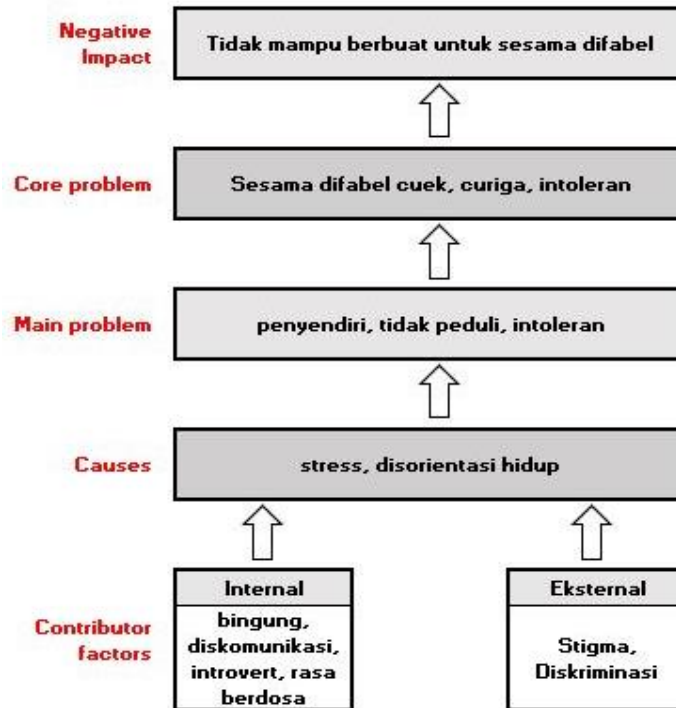 Negative
Impact
Tidak mampu berbuat untuk sesama difabel
Core problem
Sesama difabel cuek, curiga, intoleran
Main problem
penyendiri, tidak peduli, intoleran
Causes
stress, disorientasi hidup
Contributor
factors
Internal
bingung,
diskomunikasi,
introvert, rasa
berdosa
Eksternal
Stigma,
Diskriminasi